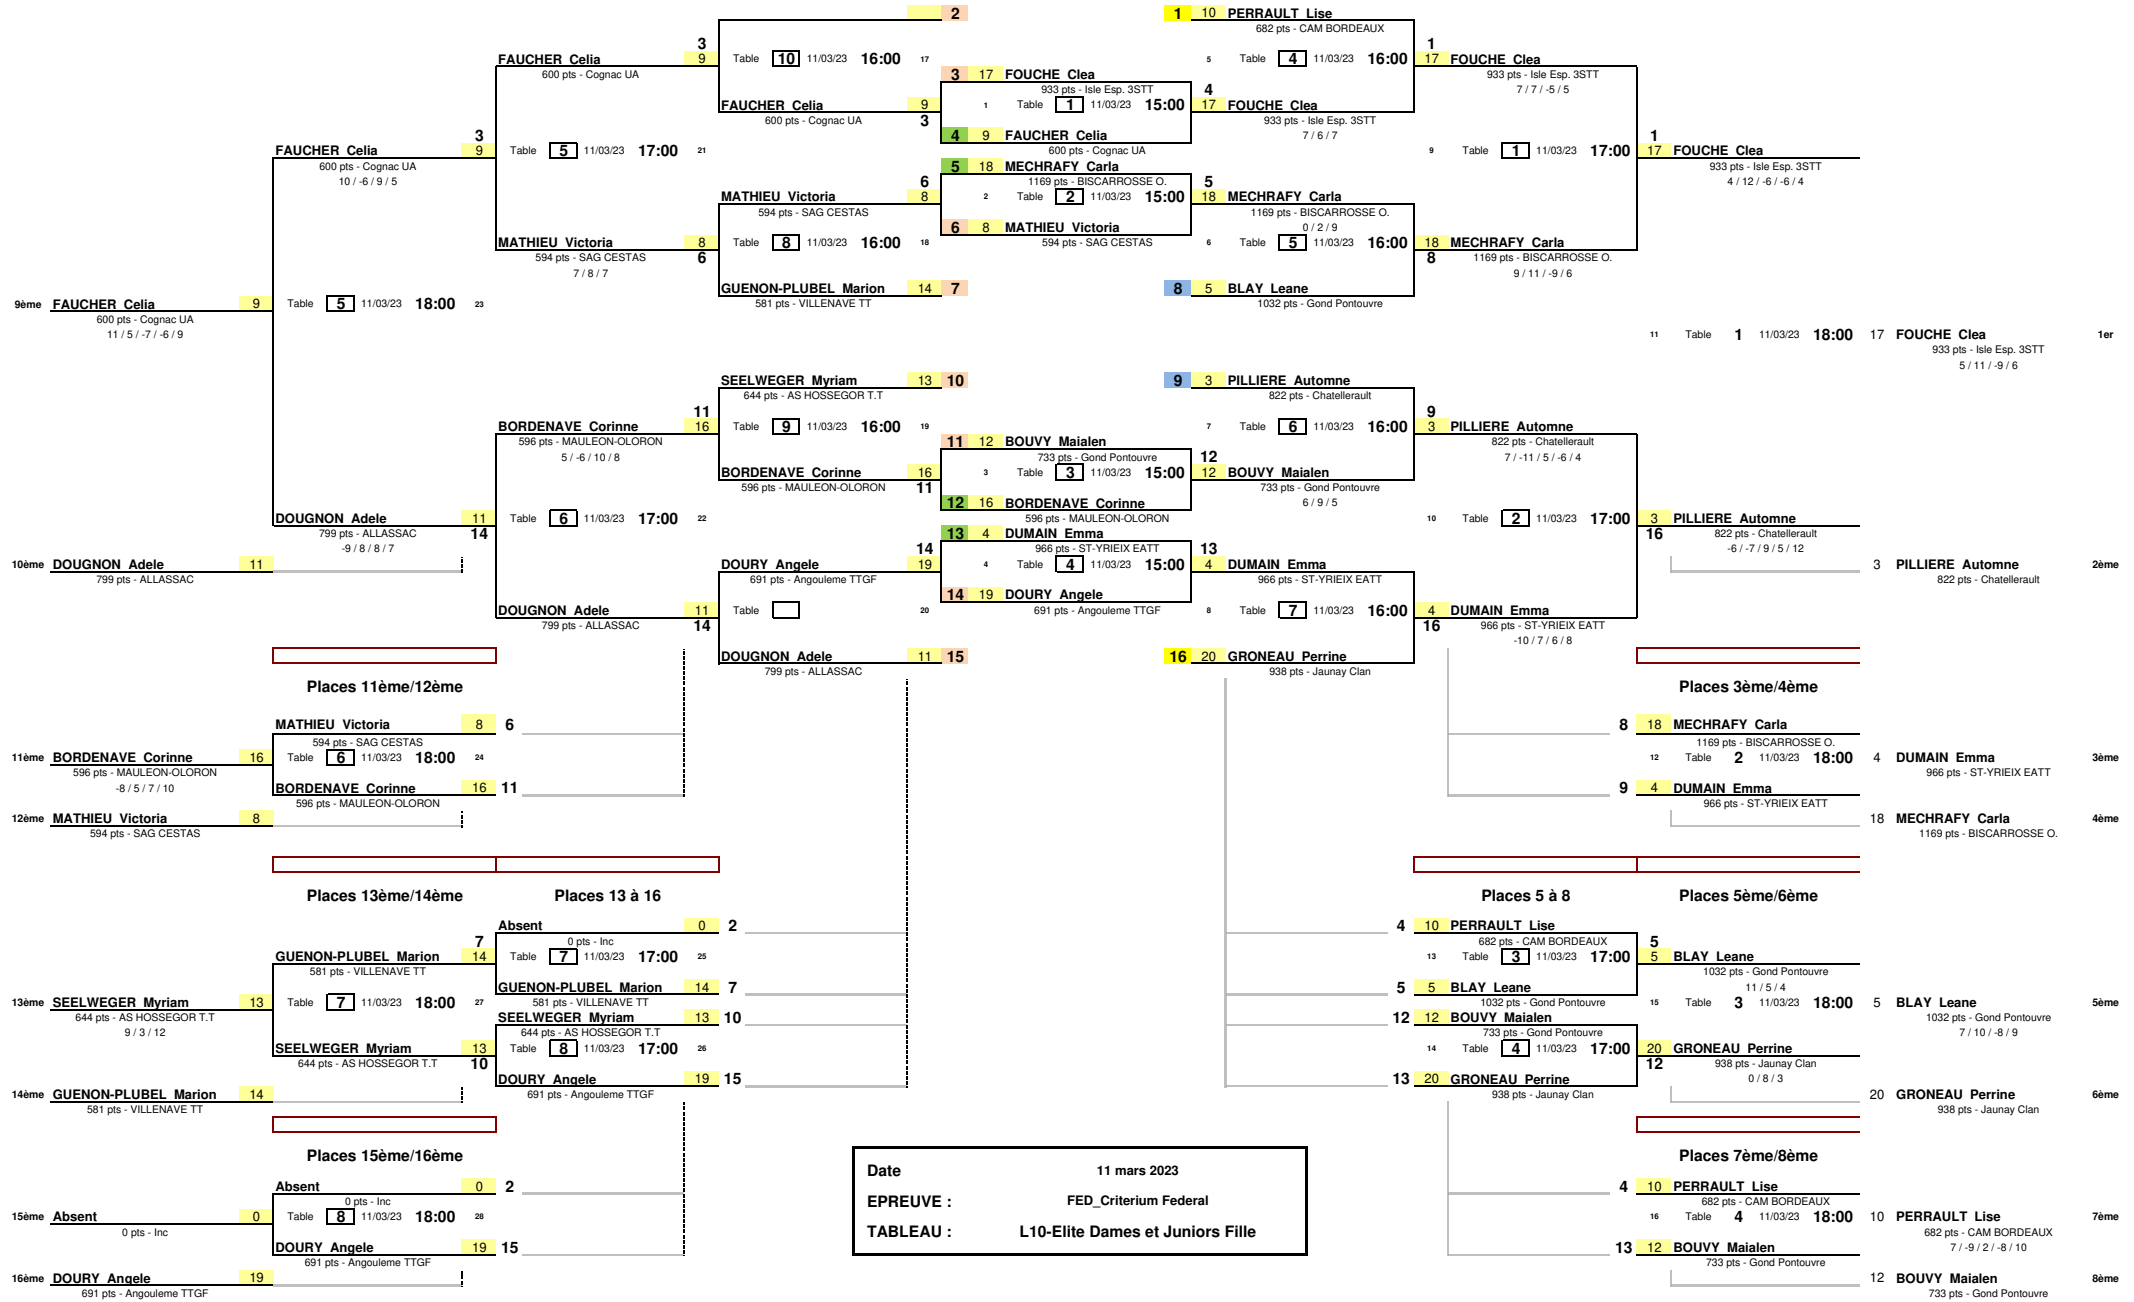 2
1 10 PERRAULT Lise
682 pts - CAM BORDEAUX
3
FAUCHER Celia 9
600 pts - Cognac UA
Table 10 11/03/23 16:00 17
5 Table 4 11/03/23 16:00
1
17 FOUCHE Clea
933 pts - Isle Esp. 3STT
7 / 7 / -5 / 5
3 17 FOUCHE Clea
933 pts - Isle Esp. 3STT
FAUCHER Celia 9
600 pts - Cognac UA
3
1 Table 1 11/03/23 15:00
4
17 FOUCHE Clea
933 pts - Isle Esp. 3STT
7 / 6 / 7
4 9 FAUCHER Celia
600 pts - Cognac UA
3
FAUCHER Celia 9
600 pts - Cognac UA
10 / -6 / 9 / 5
Table 5 11/03/23 17:00 21
9 Table 1 11/03/23 17:00
1
17 FOUCHE Clea
933 pts - Isle Esp. 3STT
4 / 12 / -6 / -6 / 4
5 18 MECHRAFY Carla
1169 pts - BISCARROSSE O.
6
MATHIEU Victoria 8
594 pts - SAG CESTAS
2 Table 2 11/03/23 15:00
5
18 MECHRAFY Carla
1169 pts - BISCARROSSE O.
0 / 2 / 9
6 8 MATHIEU Victoria
594 pts - SAG CESTAS
MATHIEU Victoria 8
594 pts - SAG CESTAS
6
7 / 8 / 7
Table 8 11/03/23 16:00 18
6 Table 5 11/03/23 16:00
18 MECHRAFY Carla
8
1169 pts - BISCARROSSE O.
9 / 11 / -9 / 6
GUENON-PLUBEL Marion 14 7
581 pts - VILLENAVE TT
8 5 BLAY Leane
1032 pts - Gond Pontouvre
9ème FAUCHER Celia 9
600 pts - Cognac UA
11 / 5 / -7 / -6 / 9
Table 5 11/03/23 18:00 23
11 Table 1 11/03/23 18:00 17 FOUCHE Clea 1er
933 pts - Isle Esp. 3STT
5 / 11 / -9 / 6
SEELWEGER Myriam 13 10
644 pts - AS HOSSEGOR T.T
9 3 PILLIERE Automne
822 pts - Chatellerault
11
BORDENAVE Corinne 16
596 pts - MAULEON-OLORON
5 / -6 / 10 / 8
Table 9 11/03/23 16:00 19
7 Table 6 11/03/23 16:00
9
3 PILLIERE Automne
822 pts - Chatellerault
7 / -11 / 5 / -6 / 4
11 12 BOUVY Maialen
733 pts - Gond Pontouvre
BORDENAVE Corinne 16
596 pts - MAULEON-OLORON
11
3 Table 3 11/03/23 15:00
12
12 BOUVY Maialen
733 pts - Gond Pontouvre
6 / 9 / 5
12 16 BORDENAVE Corinne
596 pts - MAULEON-OLORON
DOUGNON Adele 11
799 pts - ALLASSAC
14
-9 / 8 / 8 / 7
Table 6 11/03/23 17:00 22
10 Table 2 11/03/23 17:00
3 PILLIERE Automne
16
822 pts - Chatellerault
-6 / -7 / 9 / 5 / 12
13 4 DUMAIN Emma
966 pts - ST-YRIEIX EATT
10ème DOUGNON Adele 11
799 pts - ALLASSAC
14
DOURY Angele 19
691 pts - Angouleme TTGF
4 Table 4 11/03/23 15:00
13
4 DUMAIN Emma
966 pts - ST-YRIEIX EATT
3 PILLIERE Automne 2ème
822 pts - Chatellerault
14 19 DOURY Angele
691 pts - Angouleme TTGF
DOUGNON Adele 11
799 pts - ALLASSAC
14
Table 20
8 Table 7 11/03/23 16:00
4 DUMAIN Emma
16
966 pts - ST-YRIEIX EATT
-10 / 7 / 6 / 8
DOUGNON Adele 11 15
799 pts - ALLASSAC
16 20 GRONEAU Perrine
938 pts - Jaunay Clan
Places 11ème/12ème
Places 3ème/4ème
MATHIEU Victoria 8 6
594 pts - SAG CESTAS
8 18 MECHRAFY Carla
1169 pts - BISCARROSSE O.
11ème BORDENAVE Corinne 16
596 pts - MAULEON-OLORON
-8 / 5 / 7 / 10
Table 6 11/03/23 18:00 24
12 Table 2 11/03/23 18:00 4 DUMAIN Emma 3ème
966 pts - ST-YRIEIX EATT
BORDENAVE Corinne 16 11
596 pts - MAULEON-OLORON
9 4 DUMAIN Emma
966 pts - ST-YRIEIX EATT
12ème MATHIEU Victoria 8
594 pts - SAG CESTAS
18 MECHRAFY Carla 4ème
1169 pts - BISCARROSSE O.
Places 13ème/14ème
Places 13 à 16
Places 5 à 8
Places 5ème/6ème
Absent 0 2
0 pts - Inc
4 10 PERRAULT Lise
682 pts - CAM BORDEAUX
7
GUENON-PLUBEL Marion 14
581 pts - VILLENAVE TT
Table 7 11/03/23 17:00 25
13 Table 3 11/03/23 17:00
5
5 BLAY Leane
1032 pts - Gond Pontouvre
11 / 5 / 4
GUENON-PLUBEL Marion 14 7
581 pts - VILLENAVE TT
5 5 BLAY Leane
1032 pts - Gond Pontouvre
13ème SEELWEGER Myriam 13
644 pts - AS HOSSEGOR T.T
9 / 3 / 12
Table 7 11/03/23 18:00 27
15 Table 3 11/03/23 18:00 5 BLAY Leane 5ème
1032 pts - Gond Pontouvre
7 / 10 / -8 / 9
SEELWEGER Myriam 13 10
644 pts - AS HOSSEGOR T.T
12 12 BOUVY Maialen
733 pts - Gond Pontouvre
SEELWEGER Myriam 13
644 pts - AS HOSSEGOR T.T
10
Table 8 11/03/23 17:00 26
14 Table 4 11/03/23 17:00
20 GRONEAU Perrine
12
938 pts - Jaunay Clan
0 / 8 / 3
DOURY Angele 19 15
691 pts - Angouleme TTGF
13 20 GRONEAU Perrine
938 pts - Jaunay Clan
14ème GUENON-PLUBEL Marion 14
581 pts - VILLENAVE TT
20 GRONEAU Perrine 6ème
938 pts - Jaunay Clan
Places 15ème/16ème
Places 7ème/8ème
Date 11 mars 2023
EPREUVE : FED_Criterium Federal
TABLEAU : L10-Elite Dames et Juniors Fille
Absent 0 2
0 pts - Inc
4 10 PERRAULT Lise
682 pts - CAM BORDEAUX
15ème Absent 0
0 pts - Inc
Table 8 11/03/23 18:00 28
16 Table 4 11/03/23 18:00 10 PERRAULT Lise 7ème
682 pts - CAM BORDEAUX
7 / -9 / 2 / -8 / 10
DOURY Angele 19 15
691 pts - Angouleme TTGF
13 12 BOUVY Maialen
733 pts - Gond Pontouvre
16ème DOURY Angele 19
691 pts - Angouleme TTGF
12 BOUVY Maialen 8ème
733 pts - Gond Pontouvre